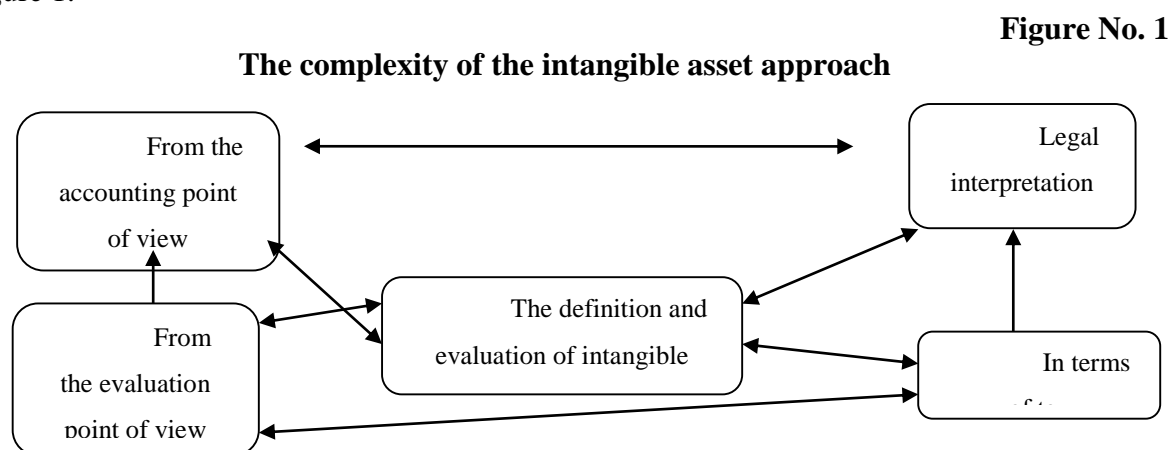 Figure No. 1
The complexity of the intangible asset approach
From the
accounting point
of view
Legal
interpretation
The definition and
evaluation of intangible
From
the evaluation
point of view
In terms